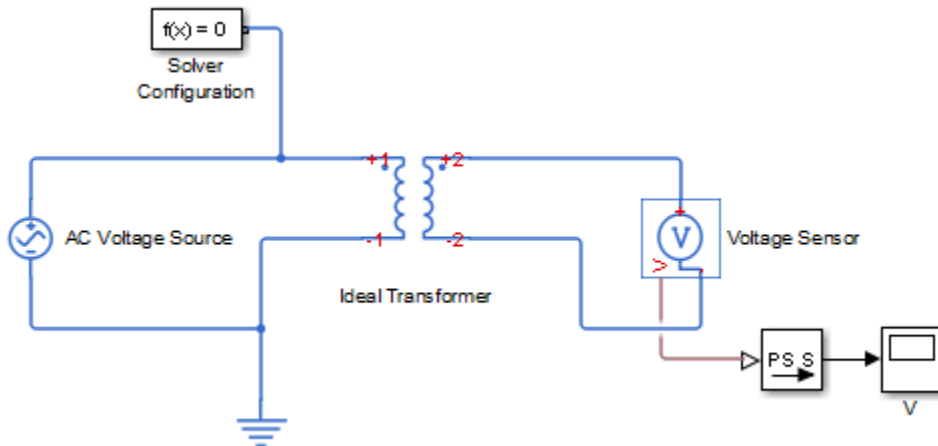 f(x) = 0
Solver
Configuration
+1
+2
AC Voltage Source
-1
-2
+
V
V
Voltage Sensor
Ideal Transformer
PS S
V